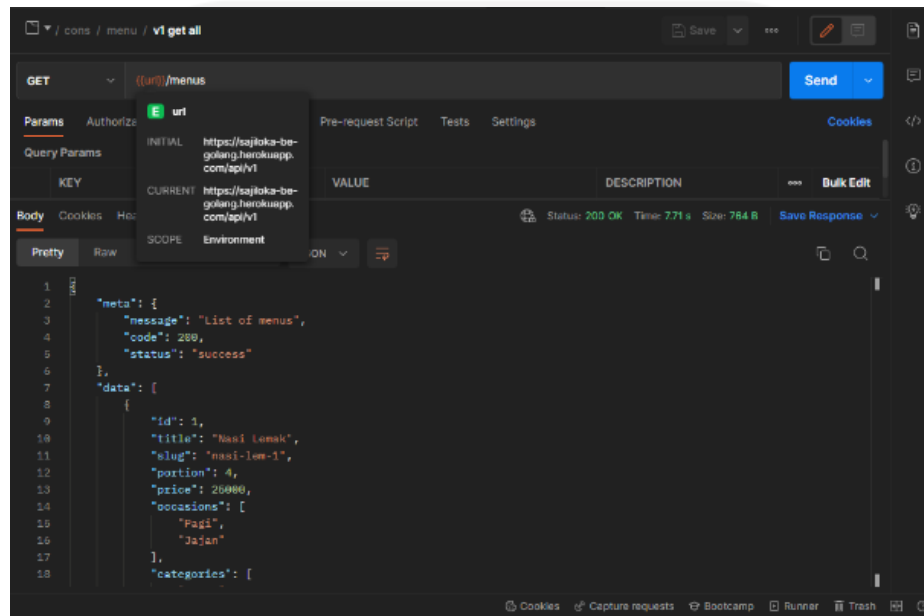 / cons / menu / v1 get all
Save
GET
{{url}}/menus
Send
E url
INITIAL https://sajiloka-be-
golang.herokuapp.
com/api/v1
CURRENT https://sajiloka-be-
golang.herokuapp.
com/api/v1
SCOPE Environment
Params Authoriza Pre-request Script Tests Settings Cookies
Query Params
KEY VALUE DESCRIPTION Bulk Edit
Body Cookies Hea Status: 200 OK Time: 7.71 s Size: 764 B Save Response
Pretty Raw ON
1 {
2 "meta": {
3 "message": "List of menus",
4 "code": 200,
5 "status": "success"
6 },
7 "data": [
8 {
9 "id": 1,
10 "title": "Nasi Lemak",
11 "slug": "nasi-lem-1",
12 "portion": 4,
13 "price": 25000,
14 "occasions": [
15 "Pagi",
16 "Jajan"
17 ],
18 "categories": [
Cookies Capture requests Bootcamp Runner Trash